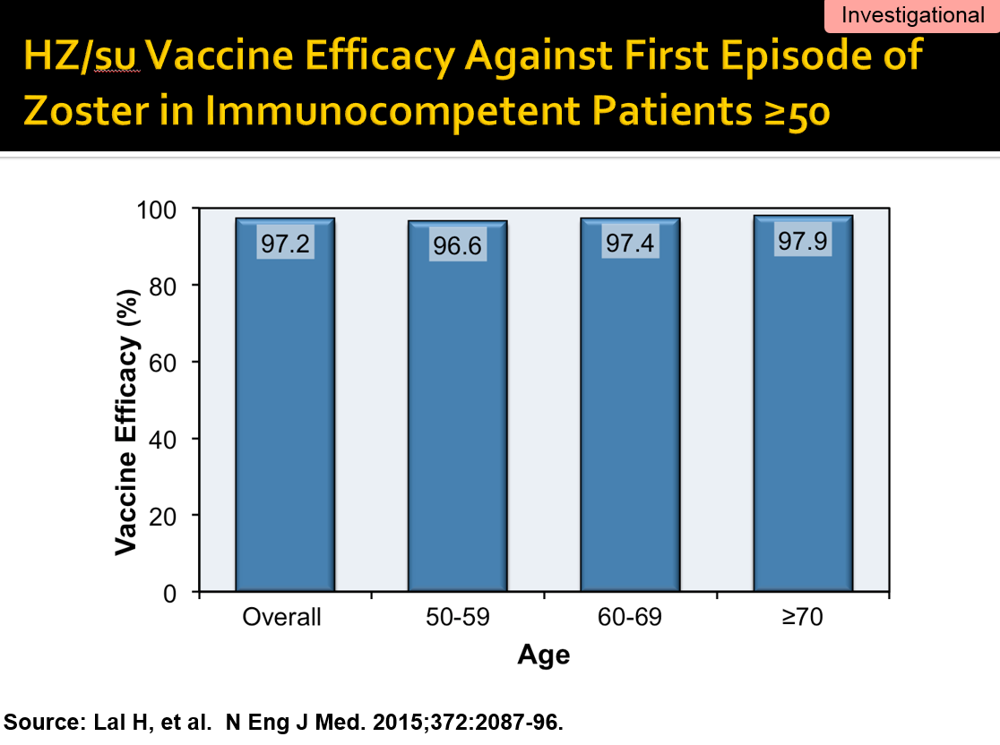 Investigational
HZ/su Vaccine Efficacy Against First Episode of
Zoster in Immunocompetent Patients ≥50
100
80
60
40
20
0
Vaccine Efficacy (%)
97.2
96.6
97.4
97.9
Overall
50-59
60-69
≥70
Age
Source: Lal H, et al.  N Eng J Med. 2015;372:2087-96.